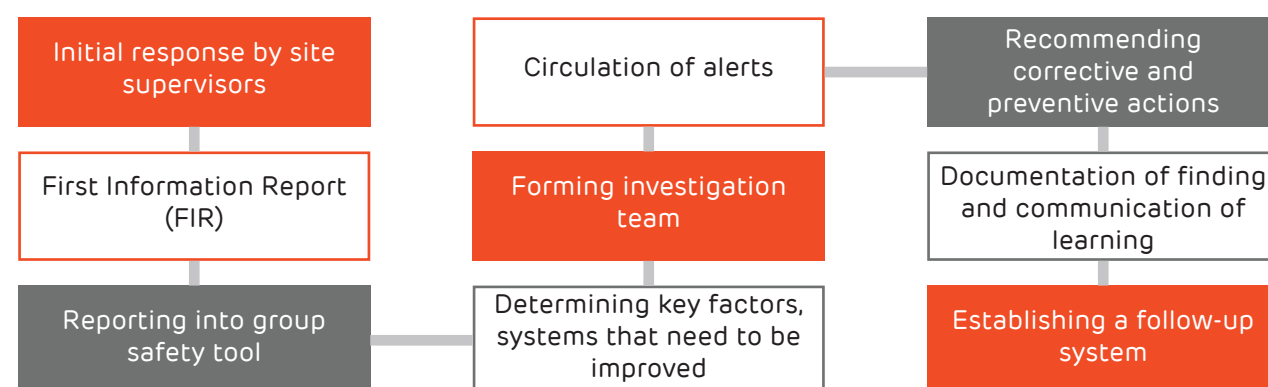 Initial response by site
supervisors
First Information Report
(FIR)
Reporting into group
safety tool
Determining key factors,
systems that need to be
improved
Forming investigation
team
Circulation of alerts
Recommending
corrective and
preventive actions
Documentation of finding
and communication of
learning
Establishing a follow-up
system